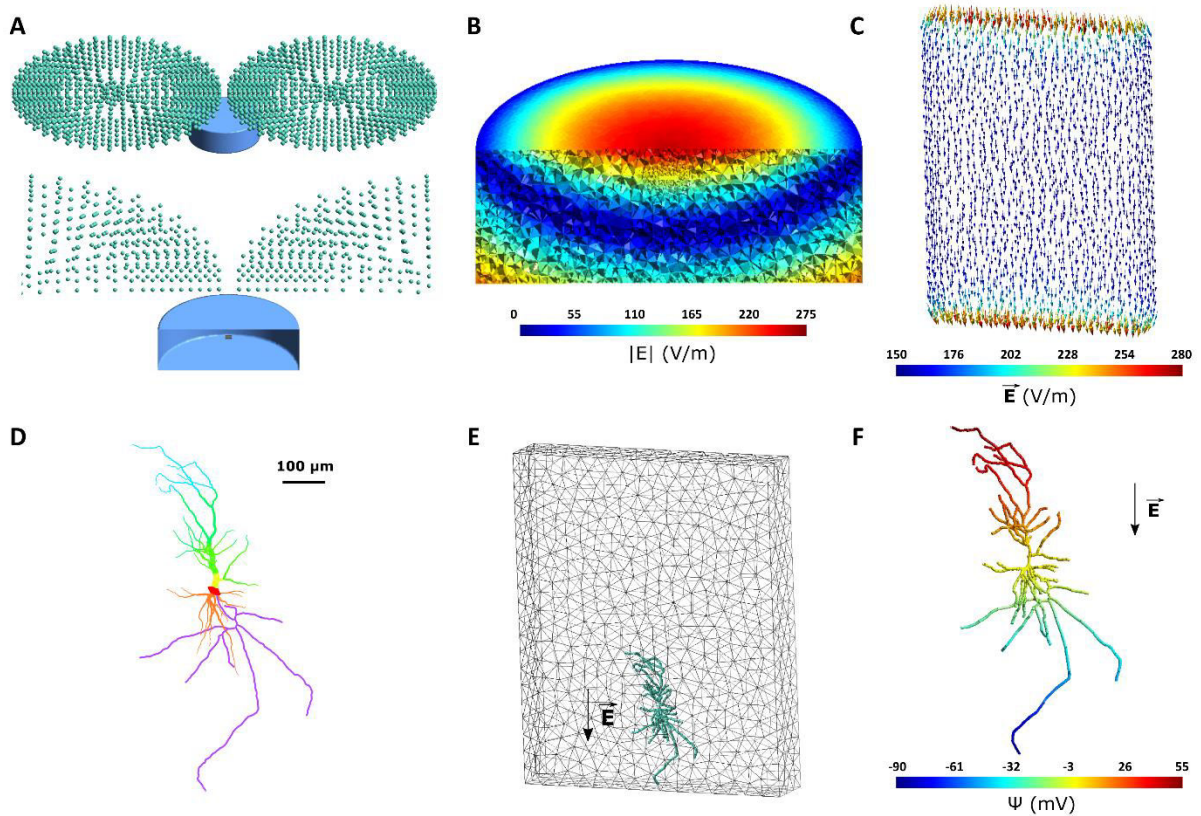 A
B
C
0 55 110 165 220 275
|E| (V/m)
150 176 202 228 254 280
E (V/m)
D
100 µm
E
E
F
E
-90 -61 -32 -3 26 55
Ψ (mV)